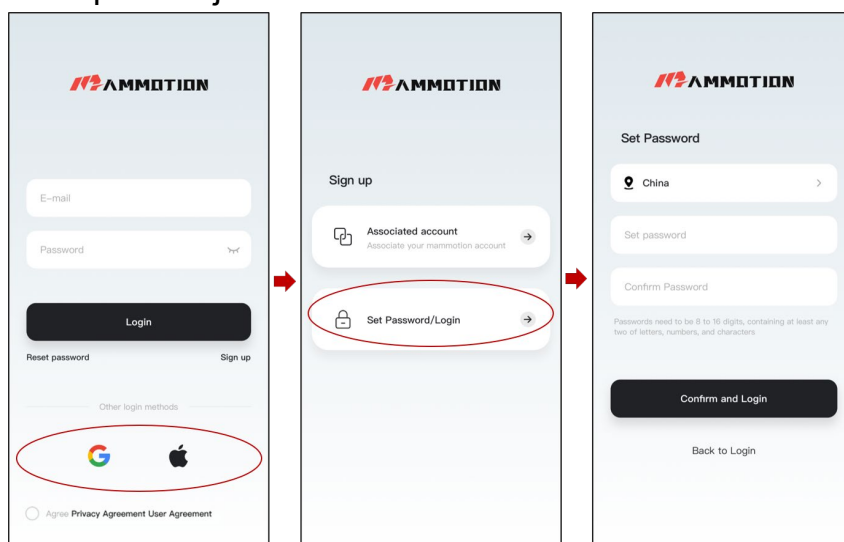 MAMMOTION
E-mail
Password
Login
Reset password
Sign up
Other login methods
Agree Privacy Agreement User Agreement
MAMMOTION
Sign up
Associated account
Associate your mammotion account
Set Password/Login
MAMMOTION
Set Password
China
Set password
Confirm Password
Passwords need to be 8 to 16 digits, containing at least any
two of letters, numbers, and characters
Confirm and Login
Back to Login